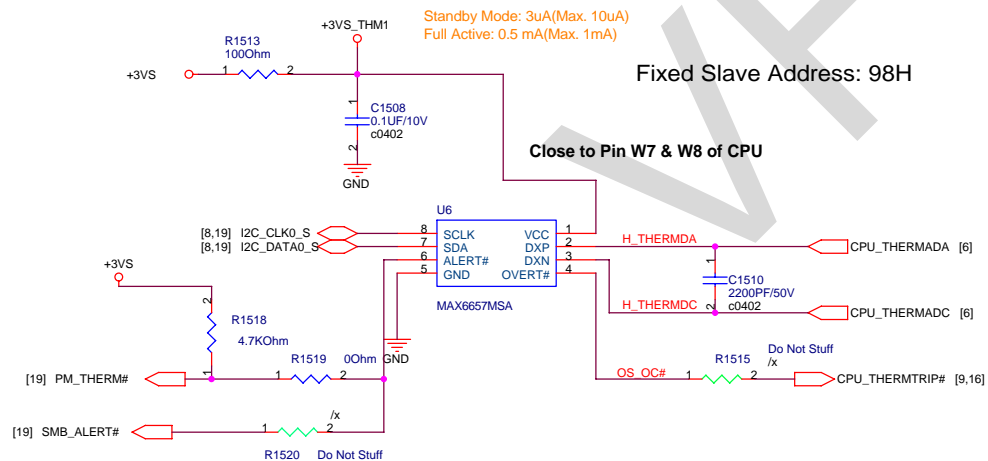 Standby Mode: 3uA(Max. 10uA)
Full Active: 0.5 mA(Max. 1mA)
+3VS_THM1
R1513
100Ohm
+3VS
1
2
Fixed Slave Address: 98H
1
C1508
0.1UF/10V
c0402
2
GND
Close to Pin W7 & W8 of CPU
U6
[8,19] I2C_CLK0_S 8 SCLK VCC 1
[8,19] I2C_DATA0_S 7 SDA DXP 2 H_THERMDA CPU_THERMADA [6]
6 ALERT# DXN 3
5 GND OVERT# 4
1
C1510
2200PF/50V
c0402
2
MAX6657MSA
H_THERMDC CPU_THERMADC [6]
+3VS
2
R1518
4.7KOhm
1
GND
R1519 0Ohm
[19] PM_THERM# 1 2
OS_OC# 1 R1515 2 CPU_THERMTRIP# [9,16]
Do Not Stuff
/x
/x
[19] SMB_ALERT# 1 2
R1520 Do Not Stuff